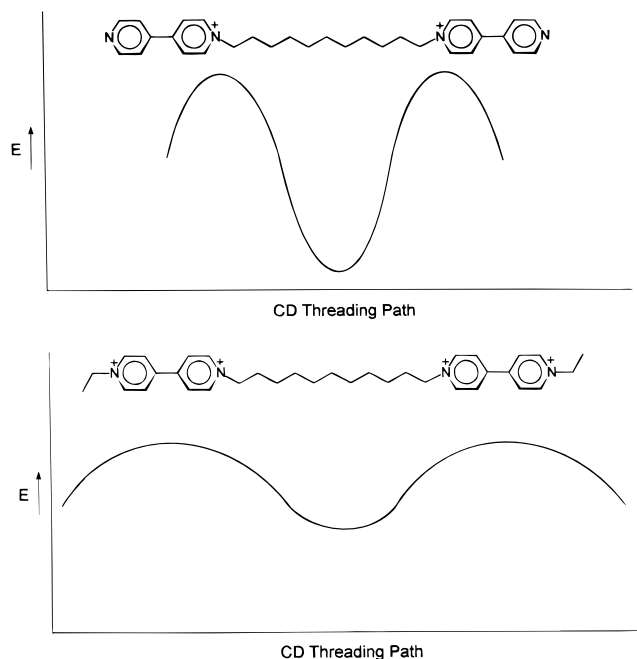 N N+ N+ N
E
CD Threading Path
+N N+ N+ N+
E
CD Threading Path